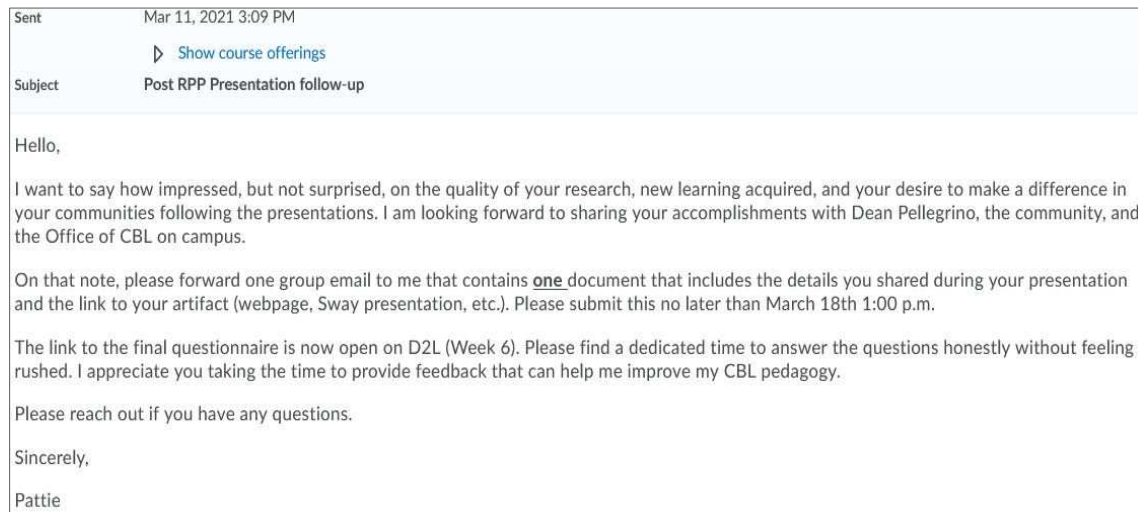 Sent Mar 11, 2021 3:09 PM
Show course offerings
Subject Post RPP Presentation follow-up
Hello,
I want to say how impressed, but not surprised, on the quality of your research, new learning acquired, and your desire to make a difference in
your communities following the presentations. I am looking forward to sharing your accomplishments with Dean Pellegrino, the community, and
the Office of CBL on campus.
On that note, please forward one group email to me that contains one document that includes the details you shared during your presentation
and the link to your artifact (webpage, Sway presentation, etc.). Please submit this no later than March 18th 1:00 p.m.
The link to the final questionnaire is now open on D2L (Week 6). Please find a dedicated time to answer the questions honestly without feeling
rushed. I appreciate you taking the time to provide feedback that can help me improve my CBL pedagogy.
Please reach out if you have any questions.
Sincerely,
Pattie